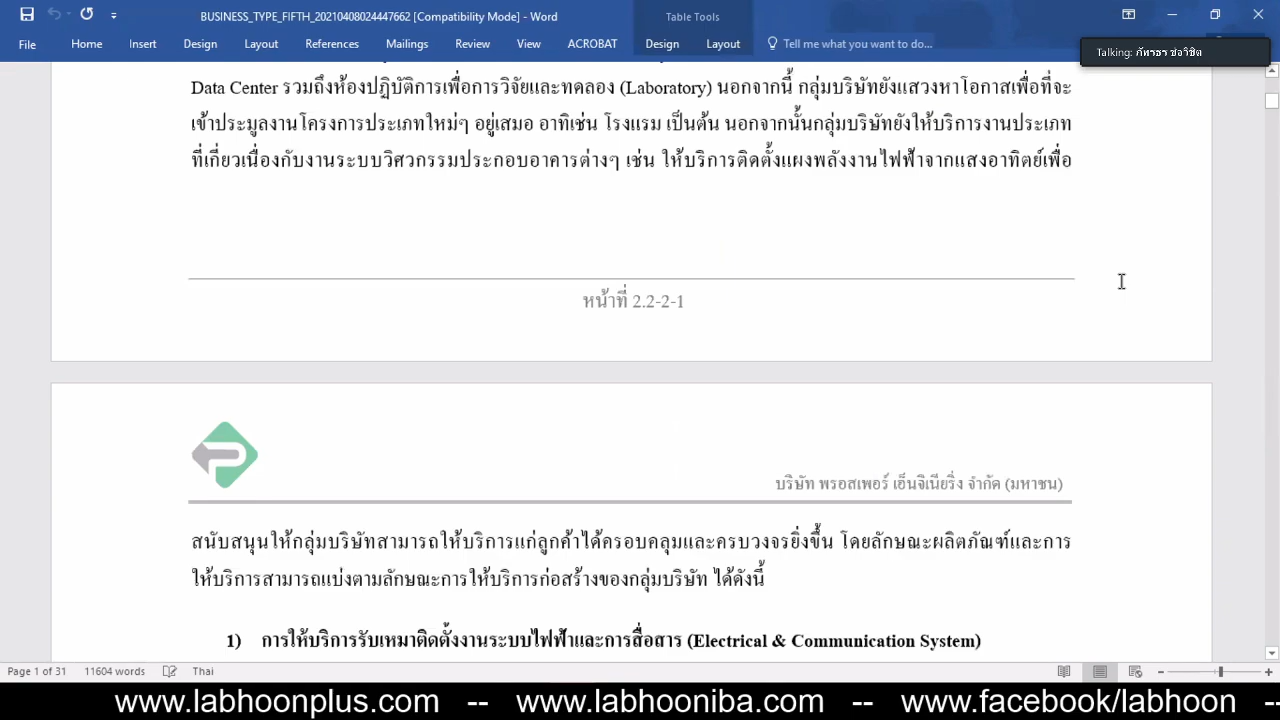 BUSINESS_TYPE_FIFTH_20210408024447662 [Compatibility Mode] - Word
Table Tools
File Home Insert Design Layout References Mailings Review View ACROBAT Design Layout Tell me what you want to do...
Talking: ภัทรธร ช่อวิชิต
Data Center รวมถึงห้องปฏิบัติการเพื่อการวิจัยและทดลอง (Laboratory) นอกจากนี้ กลุ่มบริษัทยังแสวงหาโอกาสเพื่อที่จะ
เข้าประมูลงานโครงการประเภทใหม่ๆ อยู่เสมอ อาทิเช่น โรงแรม เป็นต้น นอกจากนั้นกลุ่มบริษัทยังให้บริการงานประเภท
ที่เกี่ยวเนื่องกับงานระบบวิศวกรรมประกอบอาคารต่างๆ เช่น ให้บริการติดตั้งแผงพลังงานไฟฟ้าจากแสงอาทิตย์เพื่อ
หน้าที่ 2.2-2-1
บริษัท พรอสเพอร์ เอ็นจิเนียริ่ง จำกัด (มหาชน)
สนับสนุนให้กลุ่มบริษัทสามารถให้บริการแก่ลูกค้าได้ครอบคลุมและครบวงจรยิ่งขึ้น โดยลักษณะผลิตภัณฑ์และการ
ให้บริการสามารถแบ่งตามลักษณะการให้บริการก่อสร้างของกลุ่มบริษัท ได้ดังนี้
1) การให้บริการรับเหมาติดตั้งงานระบบไฟฟ้าและการสื่อสาร (Electrical & Communication System)
Page 1 of 31 11604 words Thai
www.labhoonplus.com -- www.labhooniba.com -- www.facebook/labhoon --